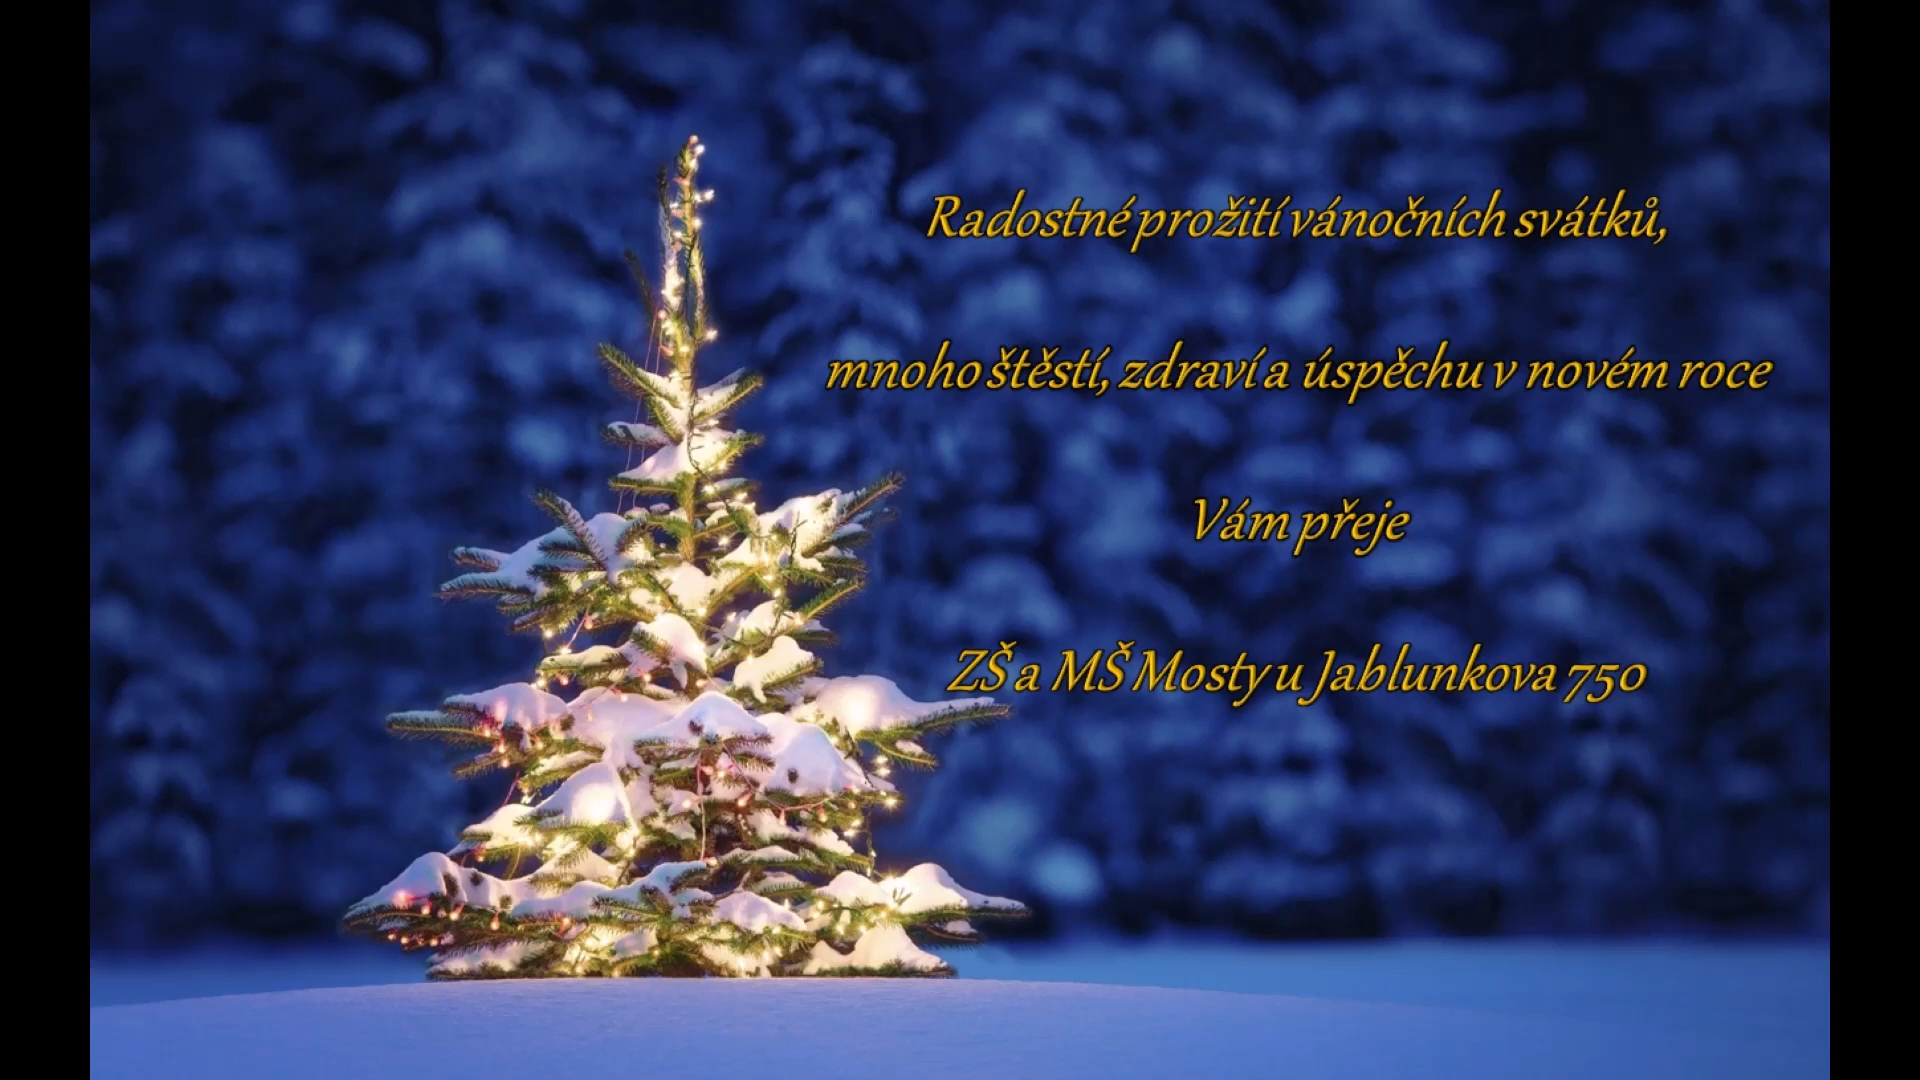 Radostné prožití vánočních svátků,
mnoho štěstí, zdraví a úspěchu v novém roce
Vám přeje
ZŠ a MŠ Mosty u Jablunkova 750